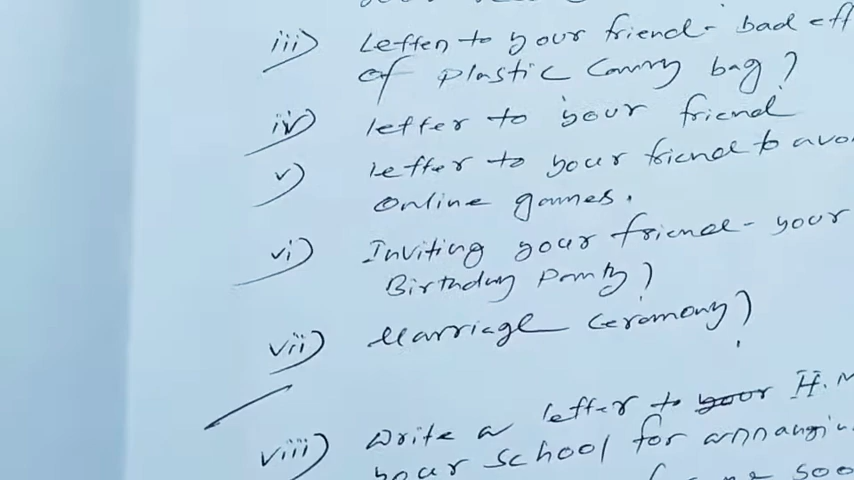 iii) Letter to your friend - bad eff
of plastic Carry bag?
iv) letter to your friend
v) letter to your friend to avo
online games.
vi) Inviting your friend - your
Birthday Party?
vii) Marriage Ceremony?
viii) Write a letter to your H.M
your school for arrangin
soo